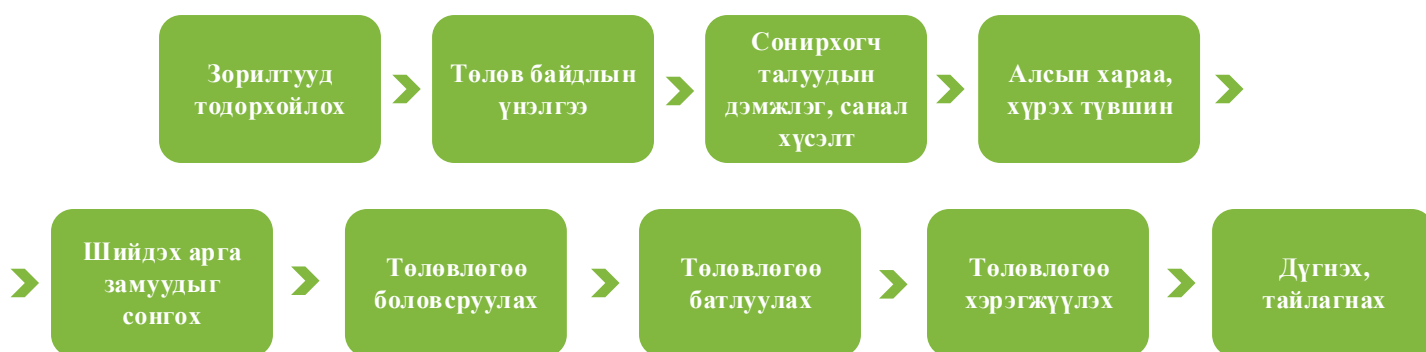 Зорилтууд
тодорхойлох
Төлөв байдлын
үнэлгээ
Сонирхогч
талуудын
дэмжлэг, санал
хүсэлт
Алсын хараа,
хүрэх түвшин
Шийдэх арга
замуудыг
сонгох
Төлөвлөгөө
боловсруулах
Төлөвлөгөө
батлуулах
Төлөвлөгөө
хэрэгжүүлэх
Дүгнэх,
тайлагнах